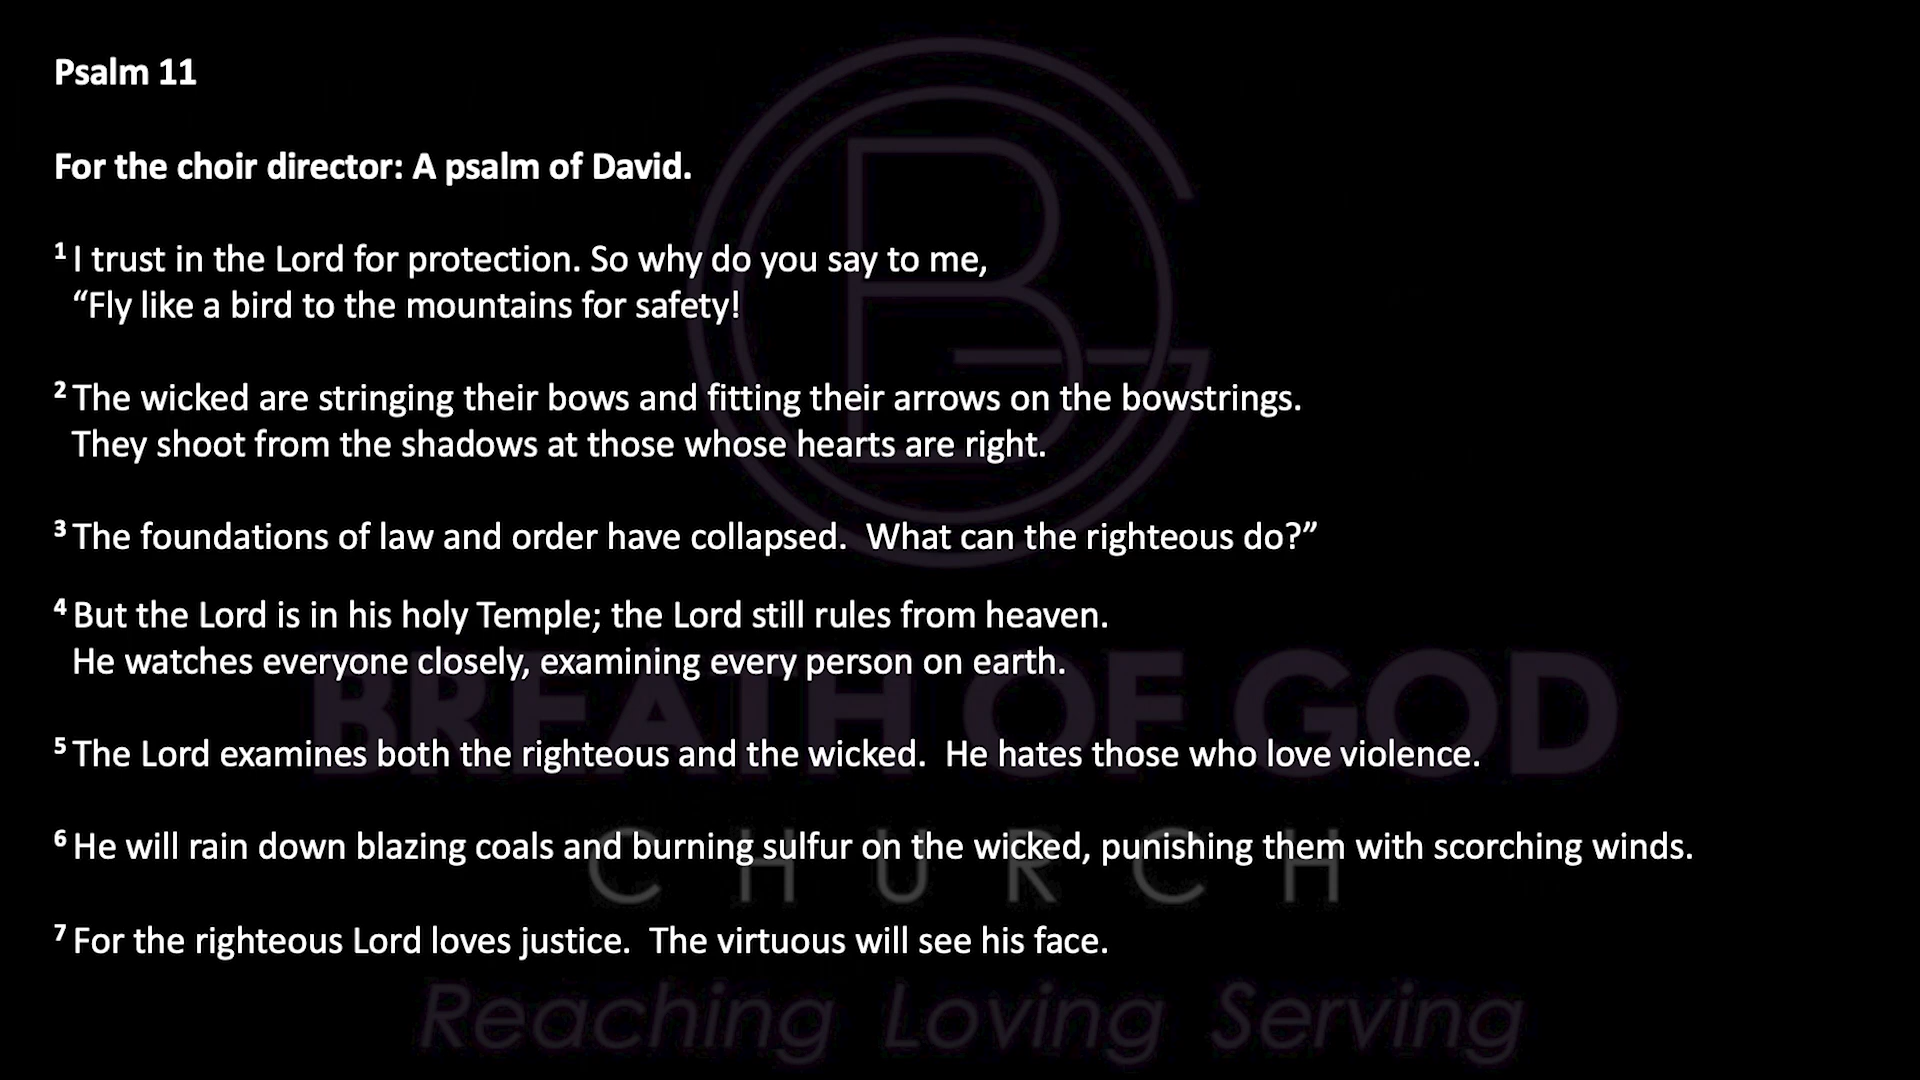 Psalm 11
For the choir director: A psalm of David.
1 I trust in the Lord for protection. So why do you say to me,
“Fly like a bird to the mountains for safety!
2 The wicked are stringing their bows and fitting their arrows on the bowstrings.
They shoot from the shadows at those whose hearts are right.
3 The foundations of law and order have collapsed.  What can the righteous do?”
4 But the Lord is in his holy Temple; the Lord still rules from heaven.
He watches everyone closely, examining every person on earth.
5 The Lord examines both the righteous and the wicked.  He hates those who love violence.
6 He will rain down blazing coals and burning sulfur on the wicked, punishing them with scorching winds.
7 For the righteous Lord loves justice.  The virtuous will see his face.
BG
BREATH OF GOD
CHURCH
Reaching Loving Serving